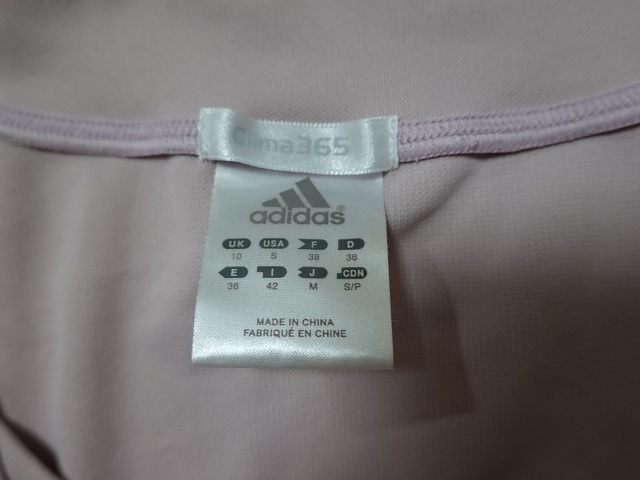 Clima365
adidas®
UK USA F D
10 S 38 36
E I J CDN
36 42 M S/P
MADE IN CHINA
FABRIQUÉ EN CHINE